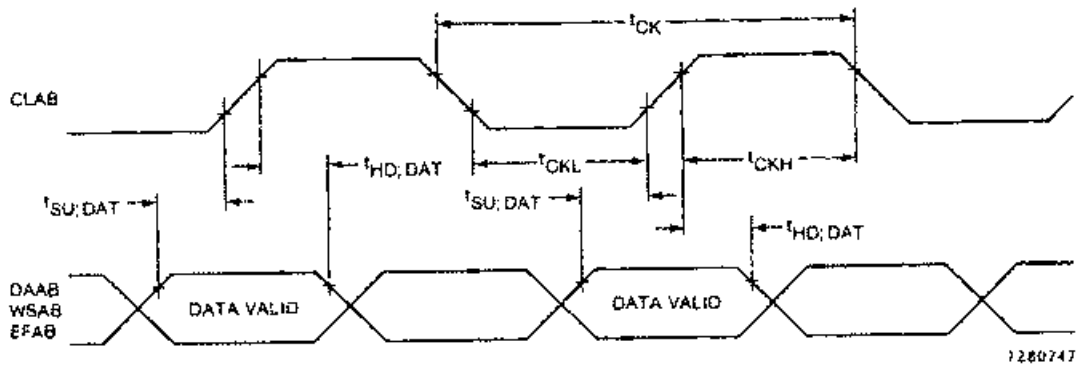 tCK
CLAB
tHD; DAT
tCKL
tCKH
tSU; DAT
tSU; DAT
tHD; DAT
DAAB
WSAB
EFAB
DATA VALID
DATA VALID
7280747